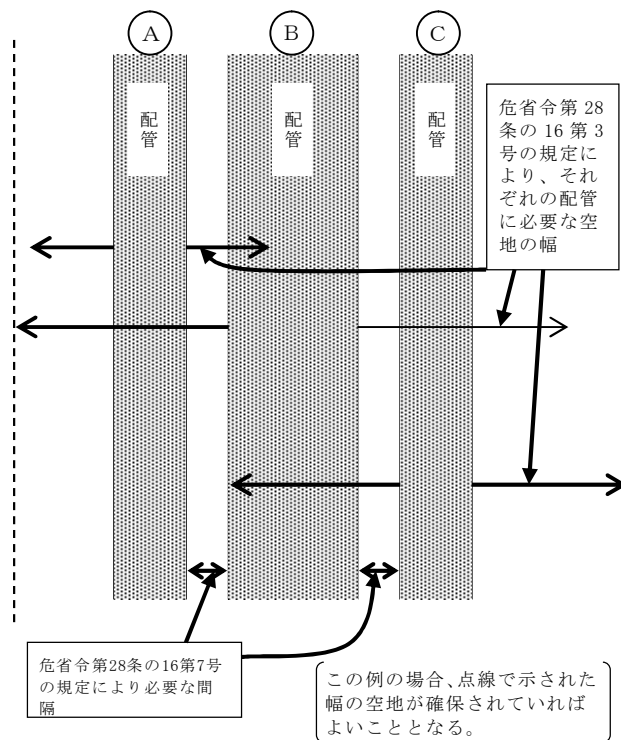 A
B
C
配管
配管
配管
危省令第 28
条の 16 第 3
号の規定に
より、それ
ぞれの配管
に必要な空
地の幅
危省令第28条の16第7号
の規定により必要な間
隔
この例の場合、点線で示された
幅の空地が確保されていれば
よいこととなる。